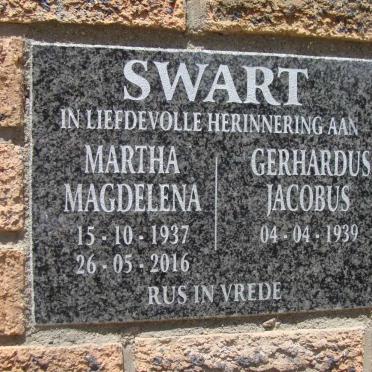 SWART
IN LIEFDEVOLLE HERINNERING AAN
MARTHA
MAGDELENA
15 - 10 - 1937
26 - 05 - 2016
GERHARDUS
JACOBUS
04 - 04 - 1939
RUS IN VREDE